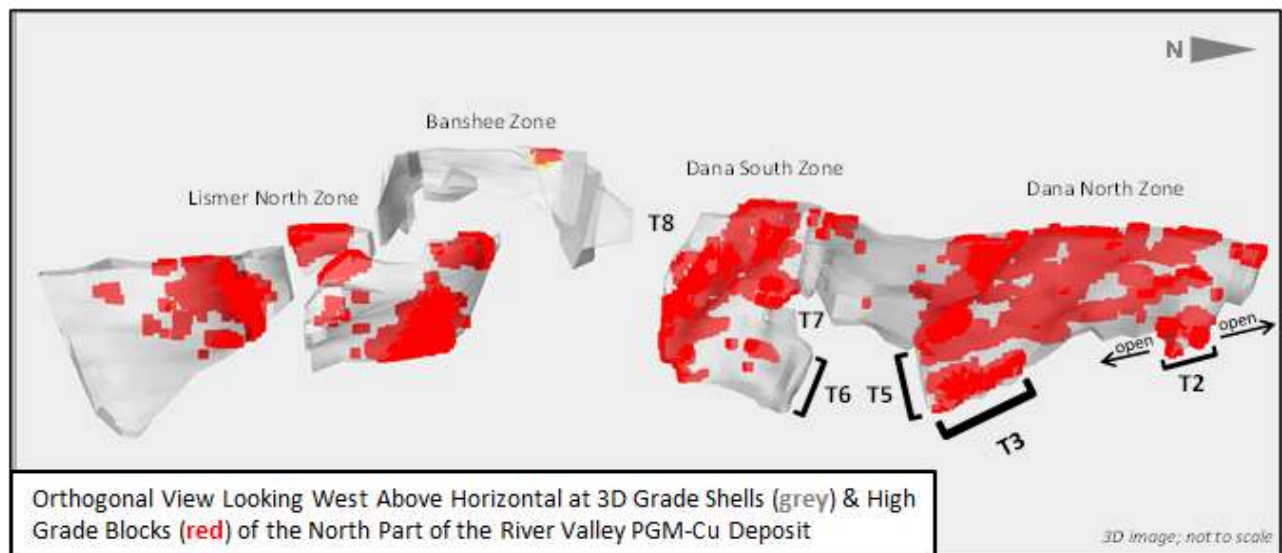 N
Banshee Zone
Dana South Zone
Lismer North Zone
Dana North Zone
T8
T7
open
open
T2
T6
T5
T3
Orthogonal View Looking West Above Horizontal at 3D Grade Shells (grey) & High
Grade Blocks (red) of the North Part of the River Valley PGM-Cu Deposit
3D image; not to scale